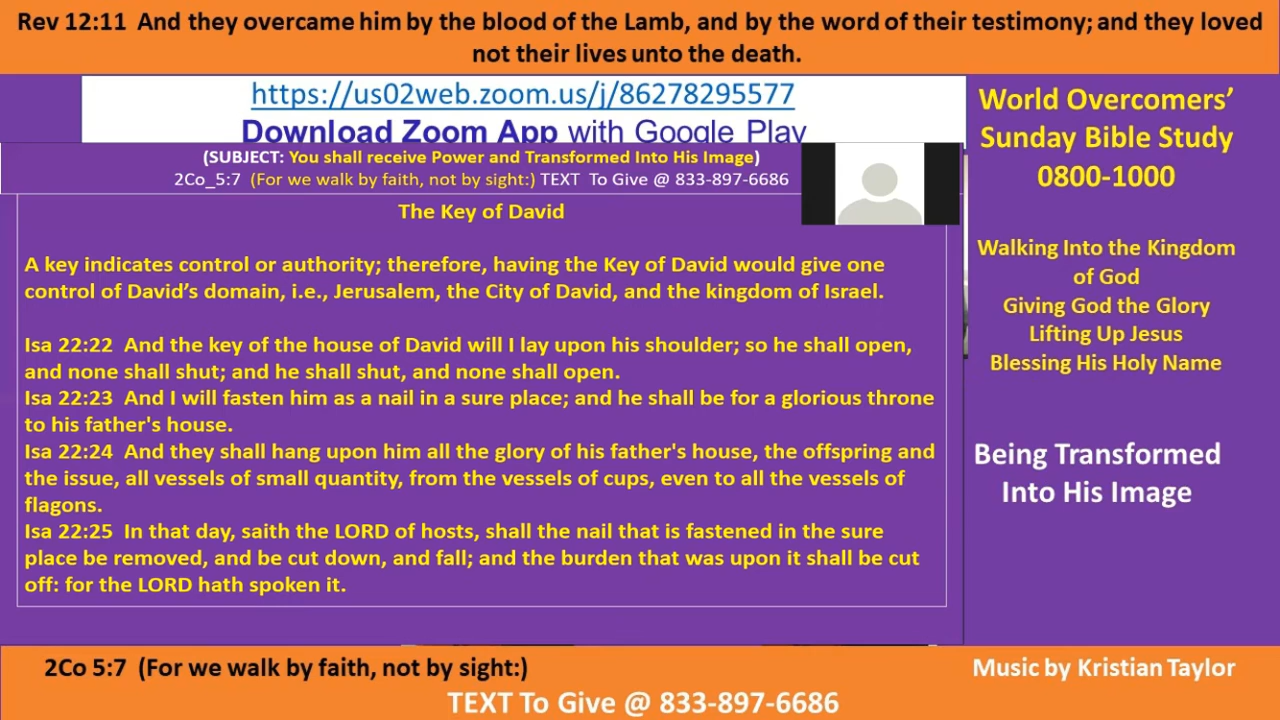 Rev 12:11  And they overcame him by the blood of the Lamb, and by the word of their testimony; and they loved
not their lives unto the death.
https://us02web.zoom.us/j/86278295577
Download Zoom App with Google Play
(SUBJECT: You shall receive Power and Transformed Into His Image)
2Co_5:7  (For we walk by faith, not by sight:) TEXT  To Give @ 833-897-6686
The Key of David
A key indicates control or authority; therefore, having the Key of David would give one
control of David's domain, i.e., Jerusalem, the City of David, and the kingdom of Israel.
Isa 22:22  And the key of the house of David will I lay upon his shoulder; so he shall open,
and none shall shut; and he shall shut, and none shall open.
Isa 22:23  And I will fasten him as a nail in a sure place; and he shall be for a glorious throne
to his father's house.
Isa 22:24  And they shall hang upon him all the glory of his father's house, the offspring and
the issue, all vessels of small quantity, from the vessels of cups, even to all the vessels of
flagons.
Isa 22:25  In that day, saith the LORD of hosts, shall the nail that is fastened in the sure
place be removed, and be cut down, and fall; and the burden that was upon it shall be cut
off: for the LORD hath spoken it.
World Overcomers'
Sunday Bible Study
0800-1000
Walking Into the Kingdom
of God
Giving God the Glory
Lifting Up Jesus
Blessing His Holy Name
Being Transformed
Into His Image
2Co 5:7  (For we walk by faith, not by sight:)
Music by Kristian Taylor
TEXT To Give @ 833-897-6686